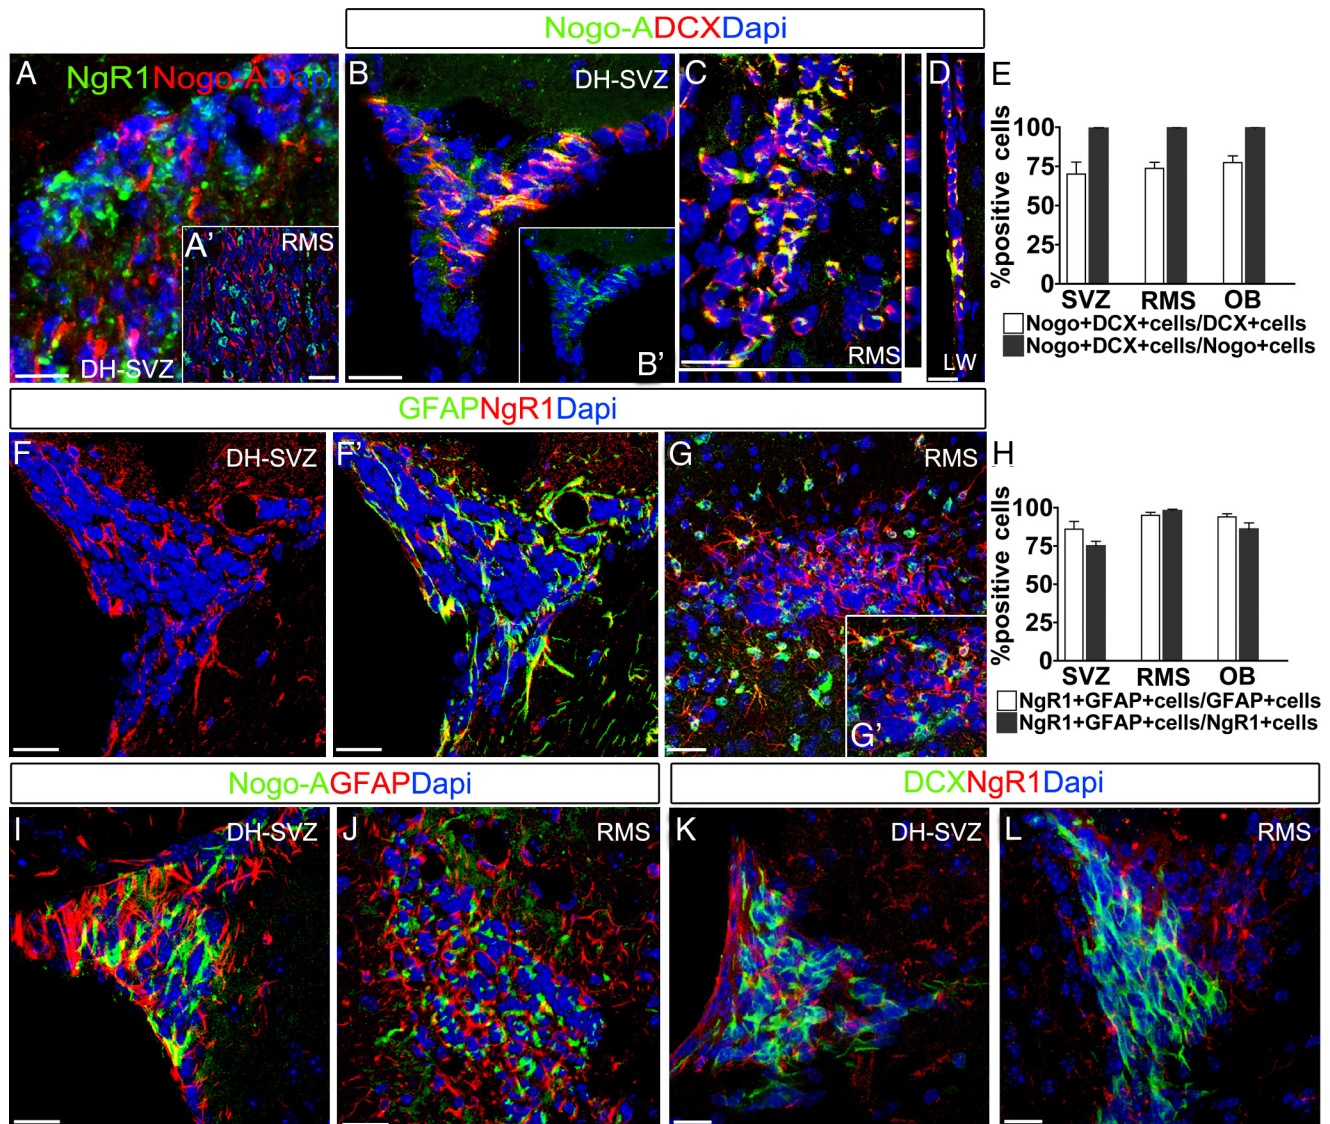 Nogo-ADCXDapi
A
NgR1Nogo-ADapi
A'
RMS
DH-SVZ
B
DH-SVZ
B'
C
RMS
D
LW
E
%positive cells
100
75
50
25
0
SVZ
RMS
OB
Nogo+DCX+cells/DCX+cells
Nogo+DCX+cells/Nogo+cells
GFAPNgR1Dapi
F
DH-SVZ
F'
G
RMS
G'
H
%positive cells
100
75
50
25
0
SVZ
RMS
OB
NgR1+GFAP+cells/GFAP+cells
NgR1+GFAP+cells/NgR1+cells
Nogo-AGFAPDapi
I
DH-SVZ
J
RMS
DCXNgR1Dapi
K
DH-SVZ
L
RMS